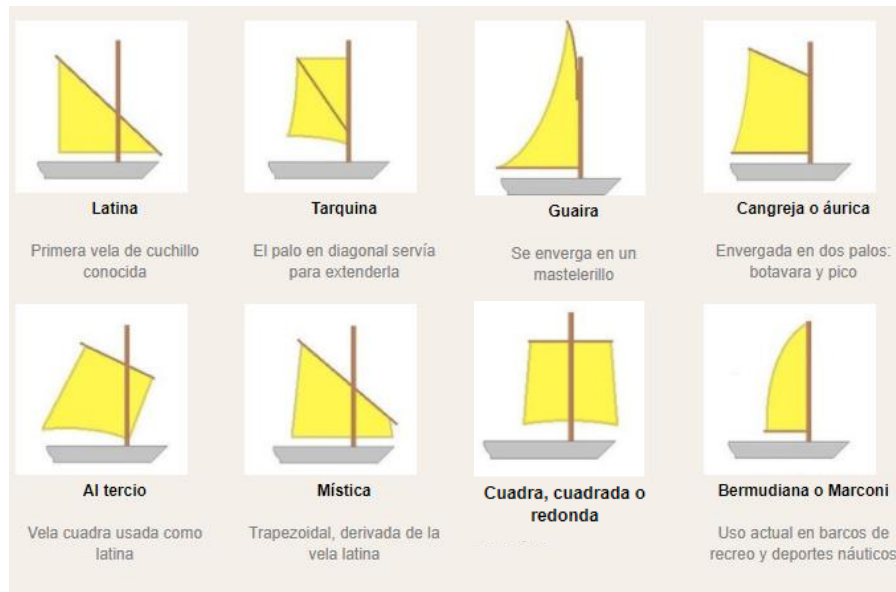 Latina
Tarquina
Guaira
Cangreja o áurica
Primera vela de cuchillo
conocida
El palo en diagonal servía
para extenderla
Se enverga en un
mastelerillo
Envergada en dos palos:
botavara y pico
Al tercio
Mística
Cuadra, cuadrada o
redonda
Bermudiana o Marconi
Vela cuadra usada como
latina
Trapezoidal, derivada de la
vela latina
Uso actual en barcos de
recreo y deportes náuticos